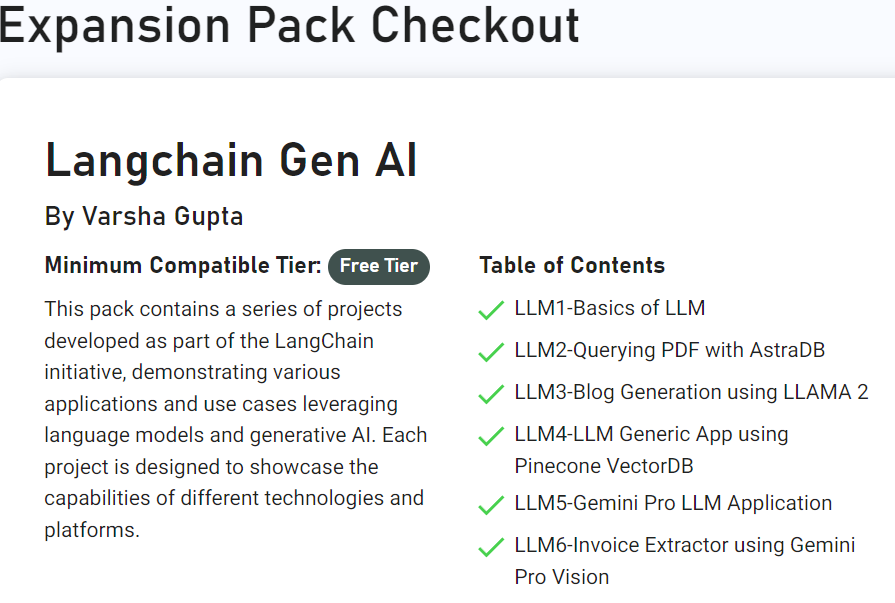 Expansion Pack Checkout
Langchain Gen AI
By Varsha Gupta
Minimum Compatible Tier: Free Tier
This pack contains a series of projects
developed as part of the LangChain
initiative, demonstrating various
applications and use cases leveraging
language models and generative AI. Each
project is designed to showcase the
capabilities of different technologies and
platforms.
Table of Contents
LLM1-Basics of LLM
LLM2-Querying PDF with AstraDB
LLM3-Blog Generation using LLAMA 2
LLM4-LLM Generic App using
Pinecone VectorDB
LLM5-Gemini Pro LLM Application
LLM6-Invoice Extractor using Gemini
Pro Vision